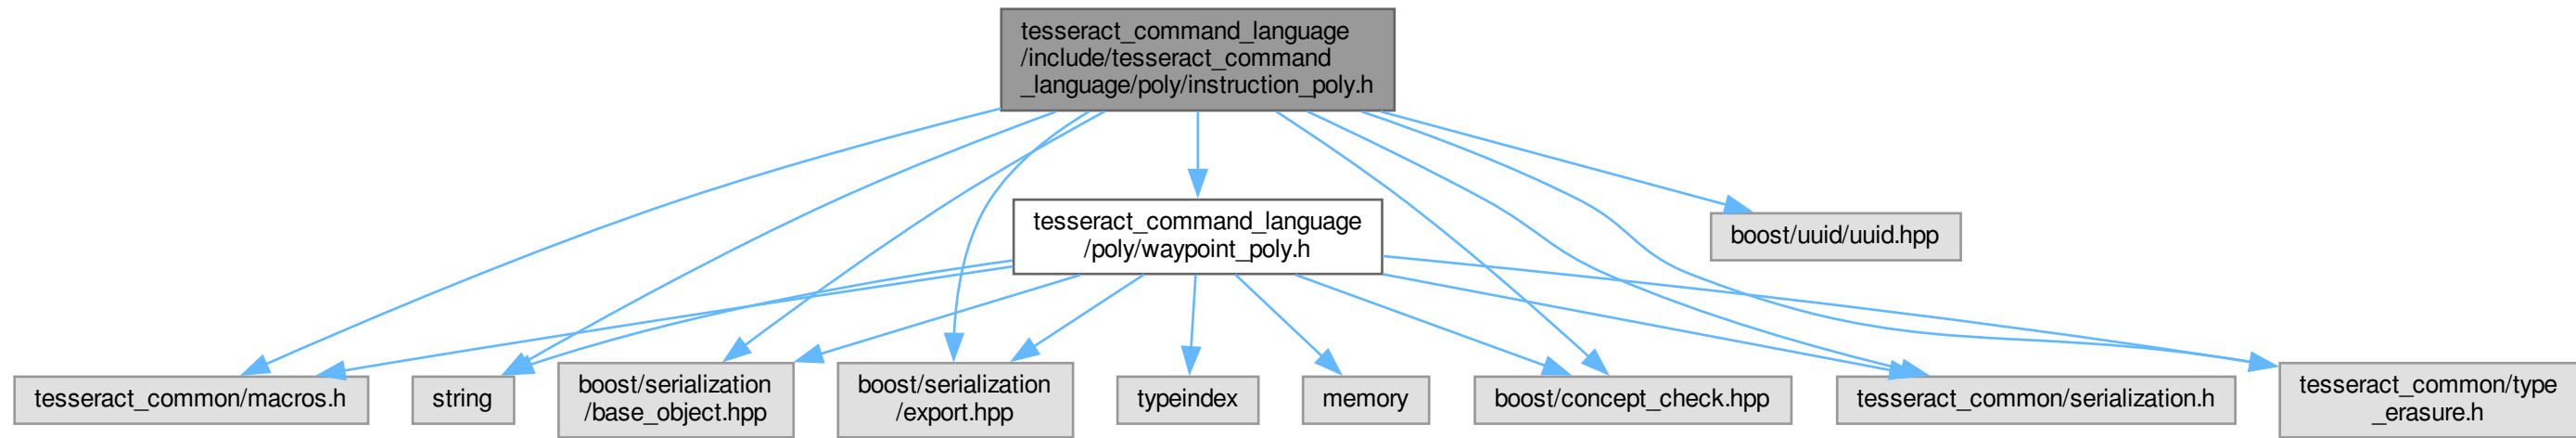 tesseract_command_language
/include/tesseract_command
_language/poly/instruction_poly.h
tesseract_command_language
/poly/waypoint_poly.h
boost/uuid/uuid.hpp
tesseract_common/macros.h
string
boost/serialization
/base_object.hpp
boost/serialization
/export.hpp
typeindex
memory
boost/concept_check.hpp
tesseract_common/serialization.h
tesseract_common/type
_erasure.h